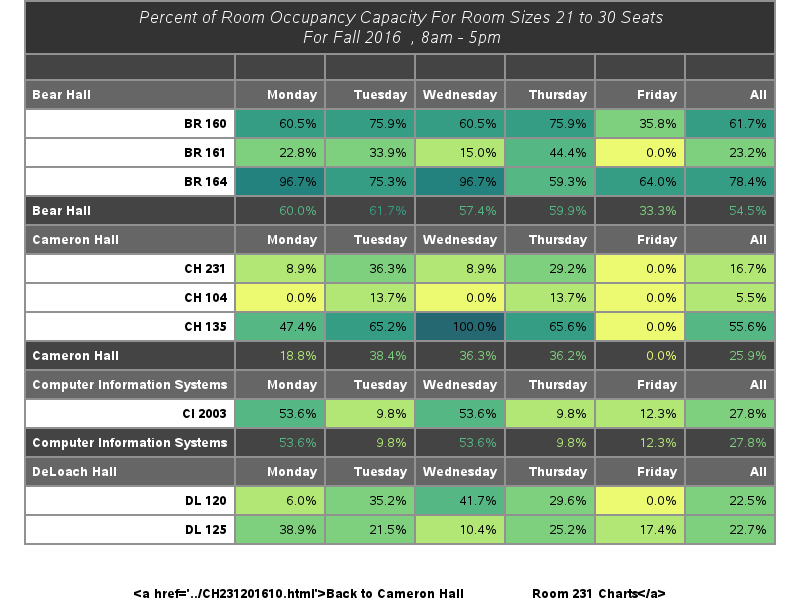 Percent of Room Occupancy Capacity For Room Sizes 21 to 30 Seats
For Fall 2016 , 8am - 5pm
Bear Hall Monday Tuesday Wednesday Thursday Friday All
BR 160 60.5% 75.9% 60.5% 75.9% 35.8% 61.7%
BR 161 22.8% 33.9% 15.0% 44.4% 0.0% 23.2%
BR 164 96.7% 75.3% 96.7% 59.3% 64.0% 78.4%
Bear Hall 60.0% 61.7% 57.4% 59.9% 33.3% 54.5%
Cameron Hall Monday Tuesday Wednesday Thursday Friday All
CH 231 8.9% 36.3% 8.9% 29.2% 0.0% 16.7%
CH 104 0.0% 13.7% 0.0% 13.7% 0.0% 5.5%
CH 135 47.4% 65.2% 100.0% 65.6% 0.0% 55.6%
Cameron Hall 18.8% 38.4% 36.3% 36.2% 0.0% 25.9%
Computer Information Systems Monday Tuesday Wednesday Thursday Friday All
CI 2003 53.6% 9.8% 53.6% 9.8% 12.3% 27.8%
Computer Information Systems 53.6% 9.8% 53.6% 9.8% 12.3% 27.8%
DeLoach Hall Monday Tuesday Wednesday Thursday Friday All
DL 120 6.0% 35.2% 41.7% 29.6% 0.0% 22.5%
DL 125 38.9% 21.5% 10.4% 25.2% 17.4% 22.7%
<a href='../CH231201610.html'>Back to Cameron Hall Room 231 Charts</a>